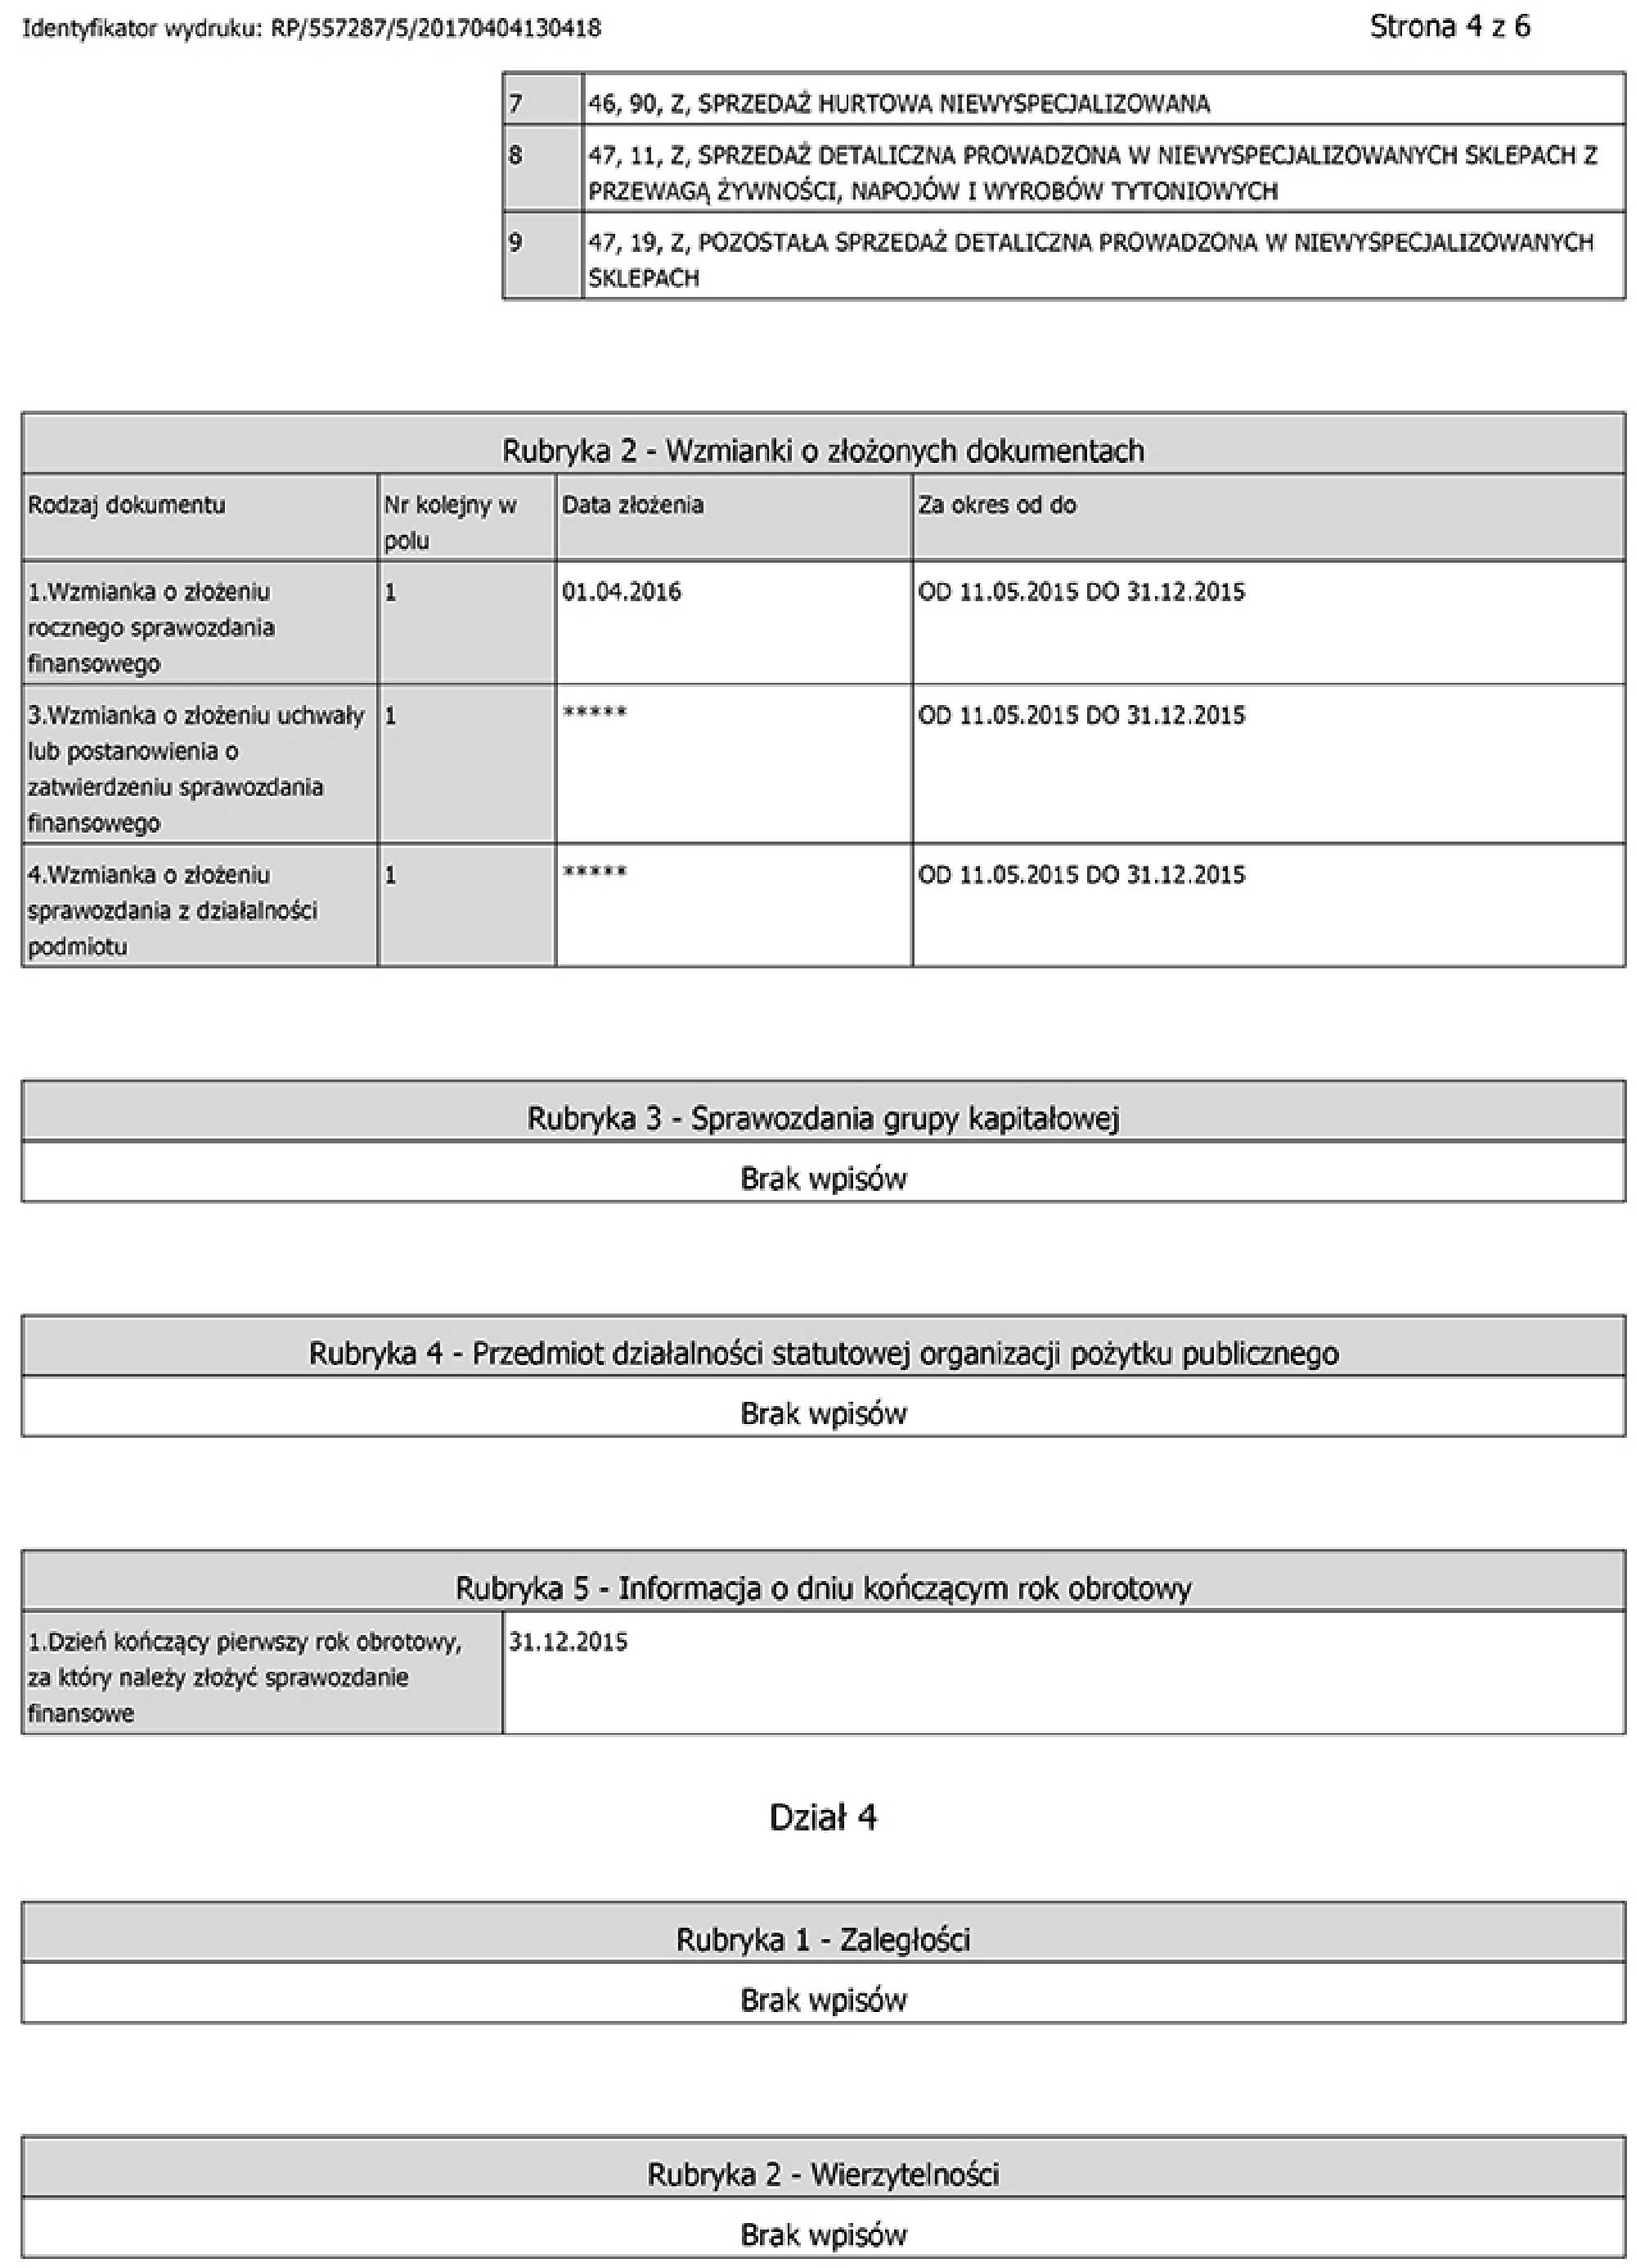 Identyfikator wydruku: RP/557287/5/20170404130418
Strona 4 z 6
7 46, 90, Z, SPRZEDAŻ HURTOWA NIEWYSPECJALIZOWANA
8 47, 11, Z, SPRZEDAŻ DETALICZNA PROWADZONA W NIEWYSPECJALIZOWANYCH SKLEPACH Z
PRZEWAGĄ ŻYWNOŚCI, NAPOJÓW I WYROBÓW TYTONIOWYCH
9 47, 19, Z, POZOSTAŁA SPRZEDAŻ DETALICZNA PROWADZONA W NIEWYSPECJALIZOWANYCH
SKLEPACH
Rubryka 2 - Wzmianki o złożonych dokumentach
Rodzaj dokumentu
Nr kolejny w
polu
Data złożenia
Za okres od do
1.Wzmianka o złożeniu
rocznego sprawozdania
finansowego
1
01.04.2016
OD 11.05.2015 DO 31.12.2015
3.Wzmianka o złożeniu uchwały
lub postanowienia o
zatwierdzeniu sprawozdania
finansowego
1
*****
OD 11.05.2015 DO 31.12.2015
4.Wzmianka o złożeniu
sprawozdania z działalności
podmiotu
1
*****
OD 11.05.2015 DO 31.12.2015
Rubryka 3 - Sprawozdania grupy kapitałowej
Brak wpisów
Rubryka 4 - Przedmiot działalności statutowej organizacji pożytku publicznego
Brak wpisów
Rubryka 5 - Informacja o dniu kończącym rok obrotowy
1.Dzień kończący pierwszy rok obrotowy,
za który należy złożyć sprawozdanie
finansowe
31.12.2015
Dział 4
Rubryka 1 - Zaległości
Brak wpisów
Rubryka 2 - Wierzytelności
Brak wpisów